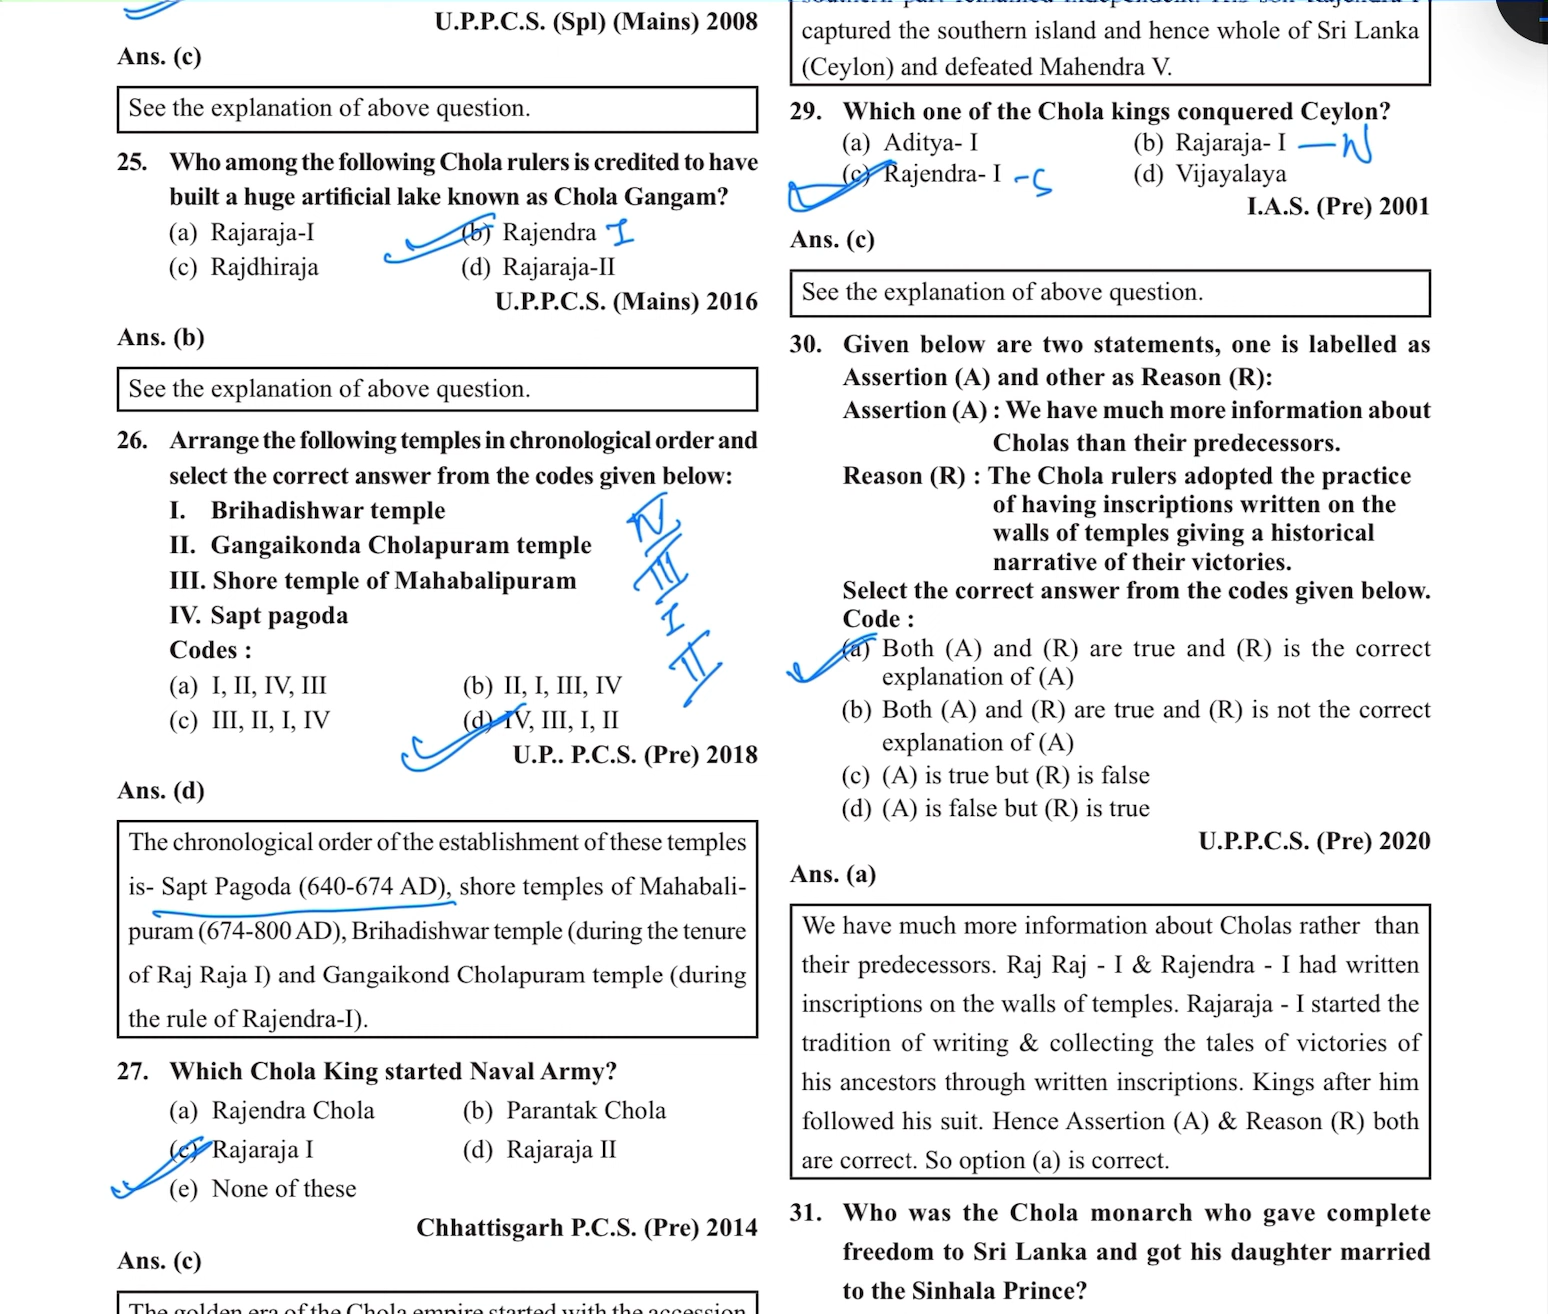 U.P.P.C.S. (Spl) (Mains) 2008
Ans. (c)
See the explanation of above question.
25. Who among the following Chola rulers is credited to have
built a huge artificial lake known as Chola Gangam?
(a) Rajaraja-I (b) Rajendra I
(c) Rajdhiraja (d) Rajaraja-II
U.P.P.C.S. (Mains) 2016
Ans. (b)
See the explanation of above question.
26. Arrange the following temples in chronological order and
select the correct answer from the codes given below:
I. Brihadishwar temple
II. Gangaikonda Cholapuram temple
III. Shore temple of Mahabalipuram
IV. Sapt pagoda
IV
III
I
II
Codes :
(a) I, II, IV, III (b) II, I, III, IV
(c) III, II, I, IV (d) IV, III, I, II
U.P.. P.C.S. (Pre) 2018
Ans. (d)
The chronological order of the establishment of these temples
is- Sapt Pagoda (640-674 AD), shore temples of Mahabali-
puram (674-800 AD), Brihadishwar temple (during the tenure
of Raj Raja I) and Gangaikond Cholapuram temple (during
the rule of Rajendra-I).
27. Which Chola King started Naval Army?
(a) Rajendra Chola (b) Parantak Chola
(c) Rajaraja I (d) Rajaraja II
(e) None of these
Chhattisgarh P.C.S. (Pre) 2014
Ans. (c)
The golden era of the Chola empire started with the accession
captured the southern island and hence whole of Sri Lanka
(Ceylon) and defeated Mahendra V.
29. Which one of the Chola kings conquered Ceylon?
(a) Aditya- I (b) Rajaraja- I — N
(c) Rajendra- I - S (d) Vijayalaya
I.A.S. (Pre) 2001
Ans. (c)
See the explanation of above question.
30. Given below are two statements, one is labelled as
Assertion (A) and other as Reason (R):
Assertion (A) : We have much more information about
Cholas than their predecessors.
Reason (R) : The Chola rulers adopted the practice
of having inscriptions written on the
walls of temples giving a historical
narrative of their victories.
Select the correct answer from the codes given below.
Code :
(a) Both (A) and (R) are true and (R) is the correct
explanation of (A)
(b) Both (A) and (R) are true and (R) is not the correct
explanation of (A)
(c) (A) is true but (R) is false
(d) (A) is false but (R) is true
U.P.P.C.S. (Pre) 2020
Ans. (a)
We have much more information about Cholas rather than
their predecessors. Raj Raj - I & Rajendra - I had written
inscriptions on the walls of temples. Rajaraja - I started the
tradition of writing & collecting the tales of victories of
his ancestors through written inscriptions. Kings after him
followed his suit. Hence Assertion (A) & Reason (R) both
are correct. So option (a) is correct.
31. Who was the Chola monarch who gave complete
freedom to Sri Lanka and got his daughter married
to the Sinhala Prince?